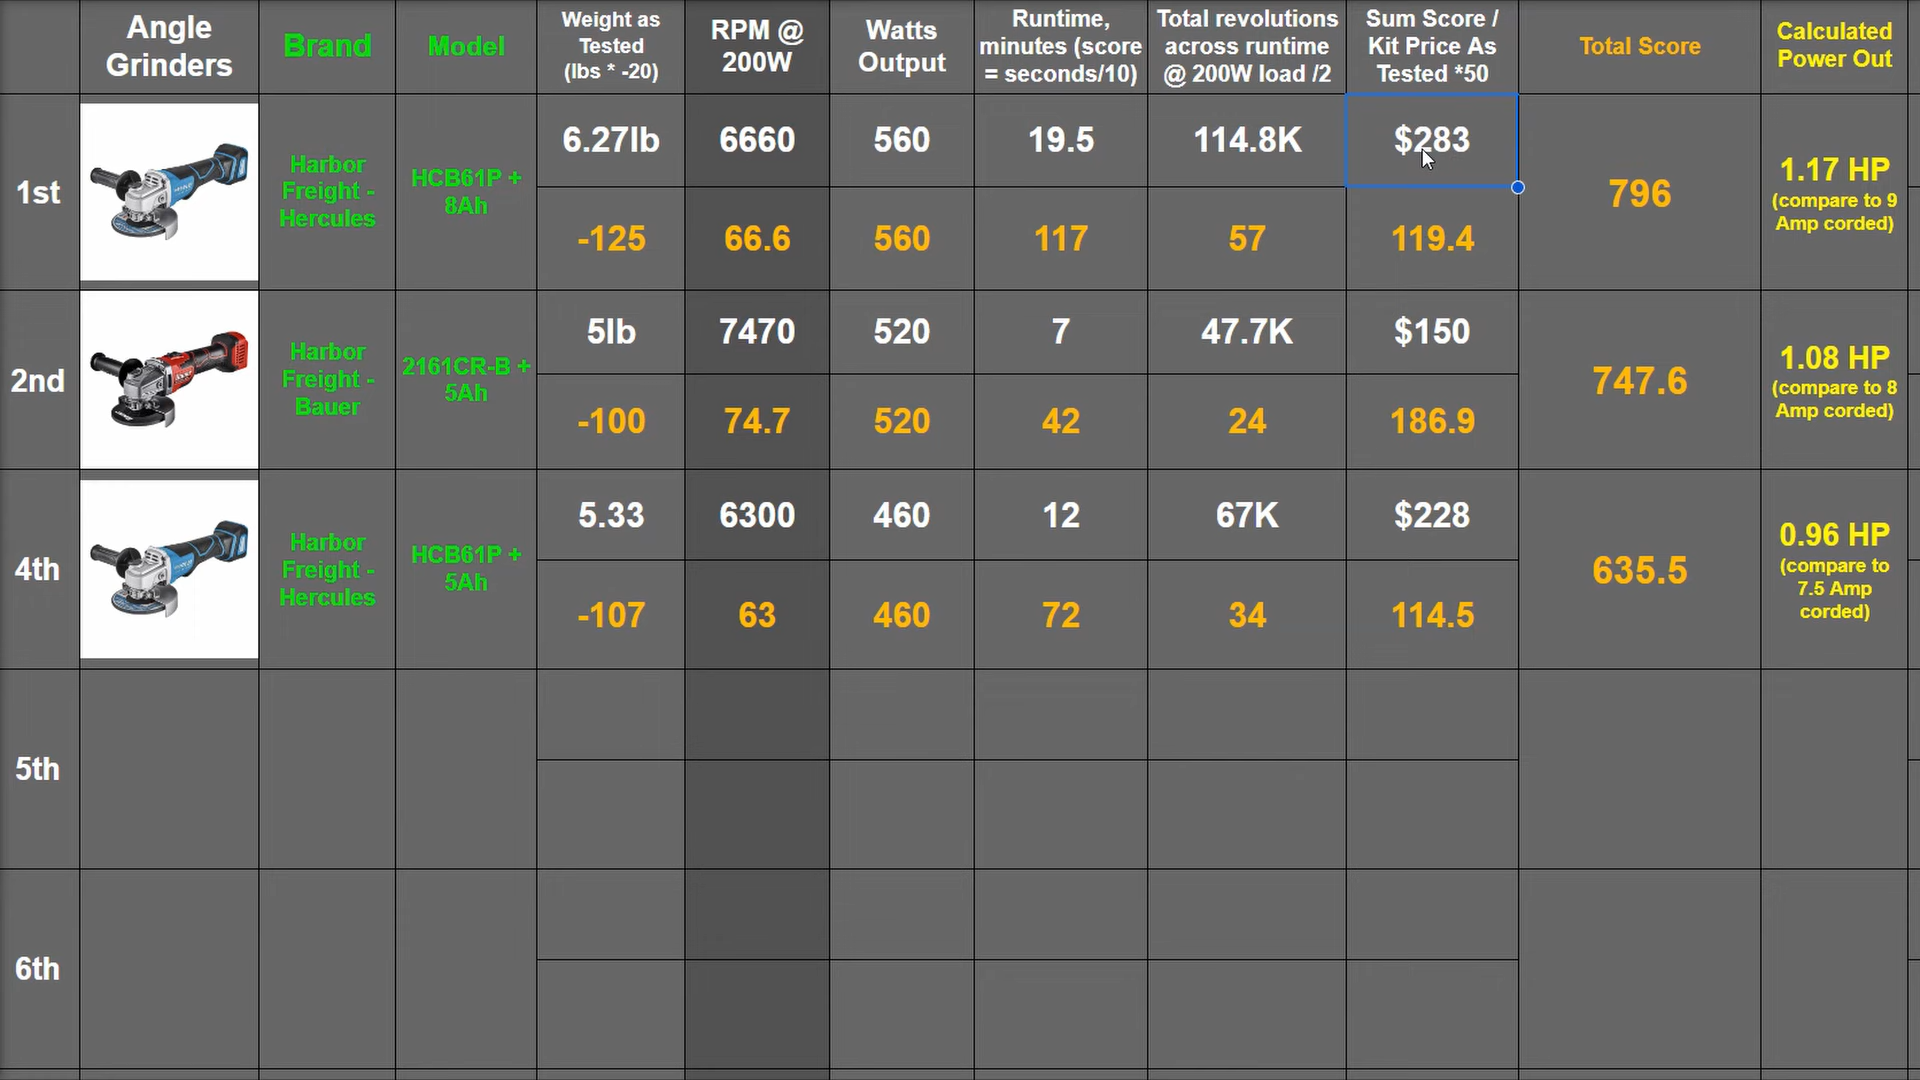 Angle
Grinders
Brand
Model
Weight as
Tested
(lbs * -20)
RPM @
200W
Watts
Output
Runtime,
minutes (score
= seconds/10)
Total revolutions
across runtime
@ 200W load /2
Sum Score /
Kit Price As
Tested *50
Total Score
Calculated
Power Out
1st
Harbor
Freight -
Hercules
HCB61P +
8Ah
6.27lb
6660
560
19.5
114.8K
$283
-125
66.6
560
117
57
119.4
796
1.17 HP
(compare to 9
Amp corded)
2nd
Harbor
Freight -
Bauer
2161CR-B +
5Ah
5lb
7470
520
7
47.7K
$150
-100
74.7
520
42
24
186.9
747.6
1.08 HP
(compare to 8
Amp corded)
4th
Harbor
Freight -
Hercules
HCB61P +
5Ah
5.33
6300
460
12
67K
$228
-107
63
460
72
34
114.5
635.5
0.96 HP
(compare to
7.5 Amp
corded)
5th
6th